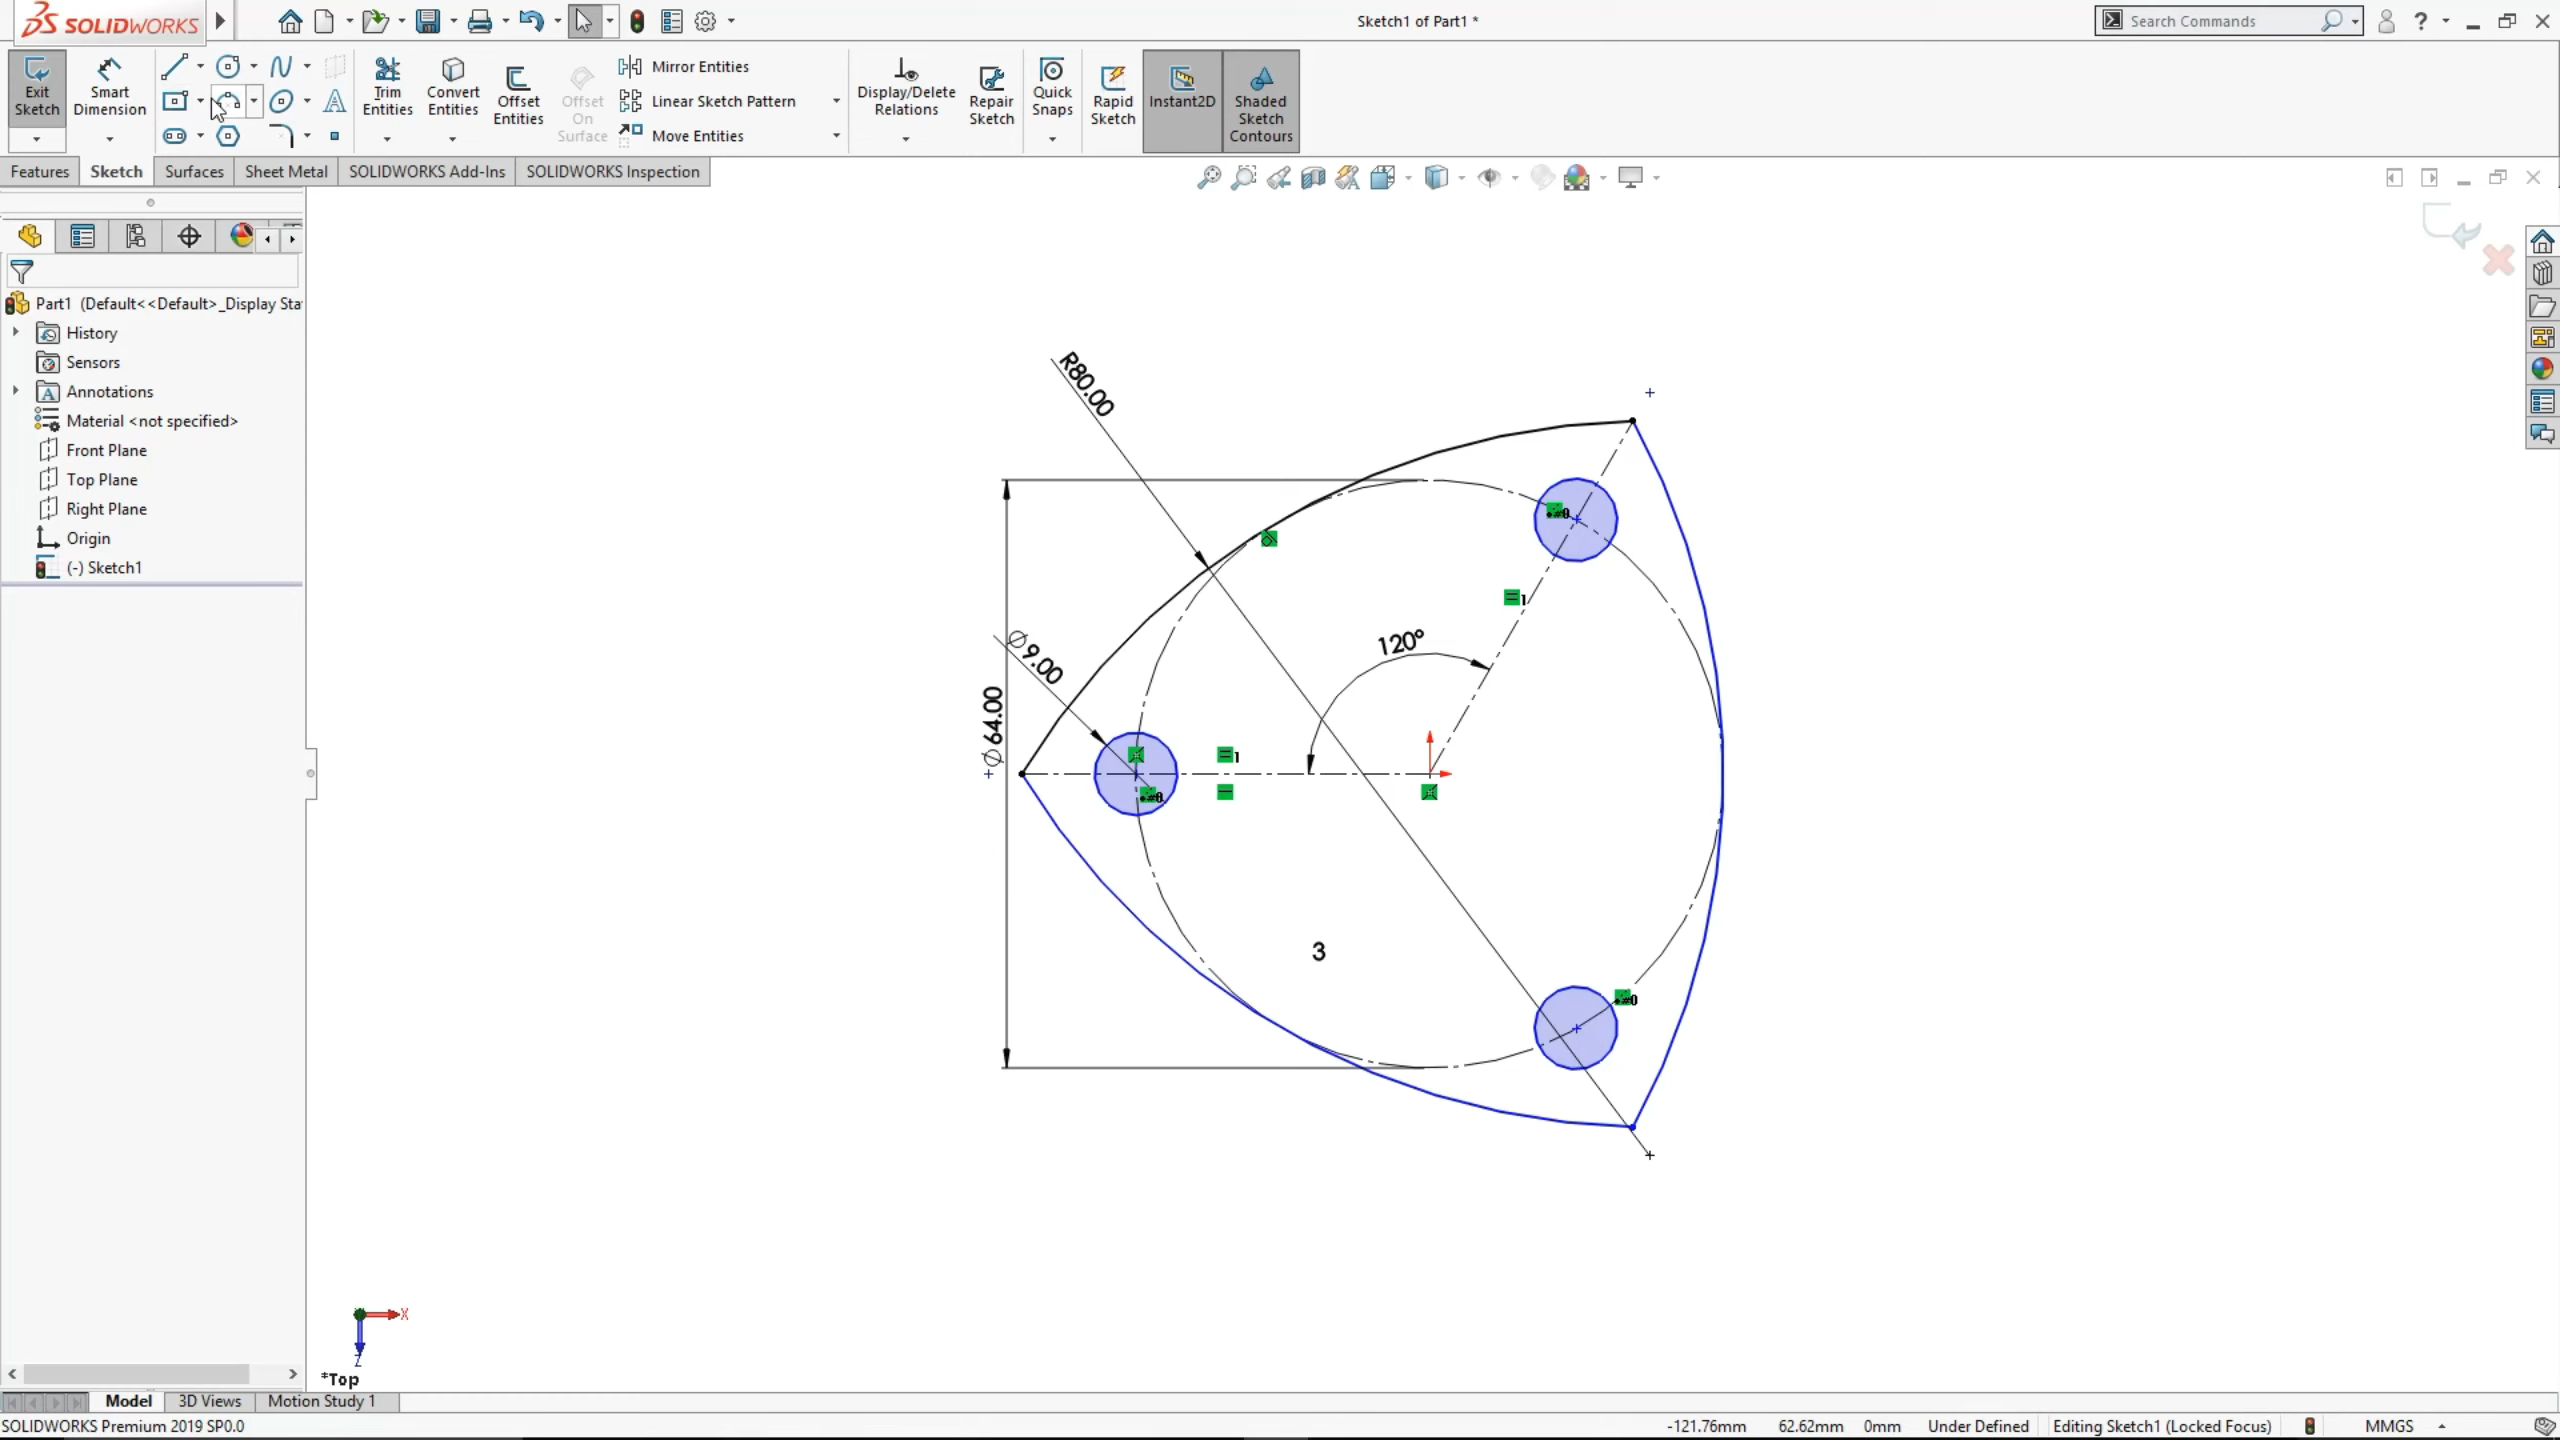 SOLIDWORKS
Sketch1 of Part1 *
Search Commands
?
Exit Sketch
Smart Dimension
Trim Entities
Convert Entities
Offset Entities
Offset On Surface
Mirror Entities
Linear Sketch Pattern
Move Entities
Display/Delete Relations
Repair Sketch
Quick Snaps
Rapid Sketch
Instant2D
Shaded Sketch Contours
Features
Sketch
Surfaces
Sheet Metal
SOLIDWORKS Add-Ins
SOLIDWORKS Inspection
Part1 (Default<<Default>_Display Sta
History
Sensors
Annotations
Material <not specified>
Front Plane
Top Plane
Right Plane
Origin
(-) Sketch1
R80.00
120°
1
∅9.00
∅64.00
1
3
X
Z
*Top
Model
3D Views
Motion Study 1
SOLIDWORKS Premium 2019 SP0.0
-121.76mm
62.62mm
0mm
Under Defined
Editing Sketch1 (Locked Focus)
MMGS